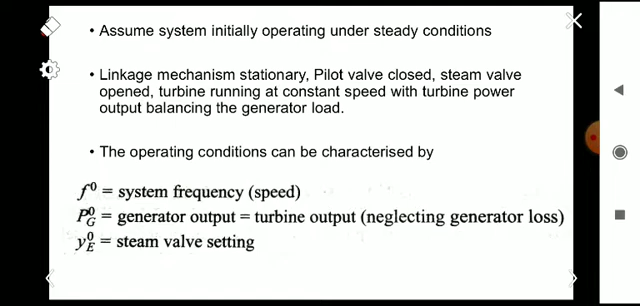 • Assume system initially operating under steady conditions
• Linkage mechanism stationary, Pilot valve closed, steam valve
opened, turbine running at constant speed with turbine power
output balancing the generator load.
• The operating conditions can be characterised by
f⁰ = system frequency (speed)
P⁰_G = generator output = turbine output (neglecting generator loss)
y⁰_E = steam valve setting